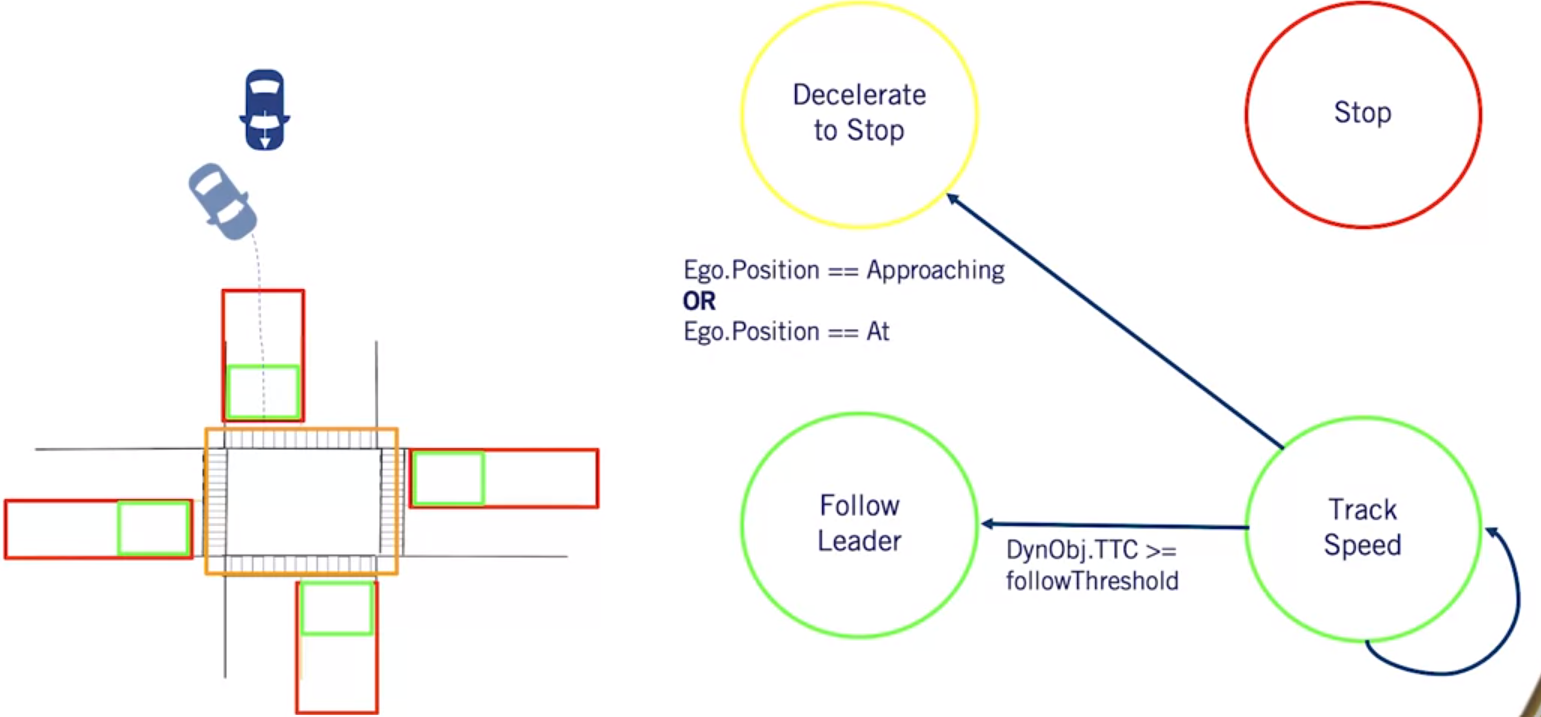 Decelerate
to Stop
Stop
Ego.Position == Approaching
OR
Ego.Position == At
Follow
Leader
DynObj.TTC >=
followThreshold
Track
Speed